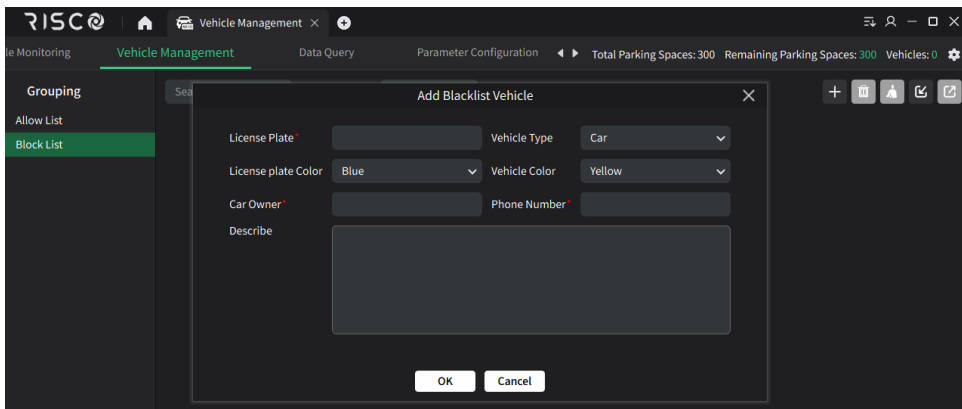 RISCO Vehicle Management
le Monitoring Vehicle Management Data Query Parameter Configuration Total Parking Spaces: 300 Remaining Parking Spaces: 300 Vehicles: 0
Grouping
Sea
Add Blacklist Vehicle
Allow List
Block List
License Plate* Vehicle Type Car
License plate Color Blue Vehicle Color Yellow
Car Owner* Phone Number*
Describe
OK Cancel